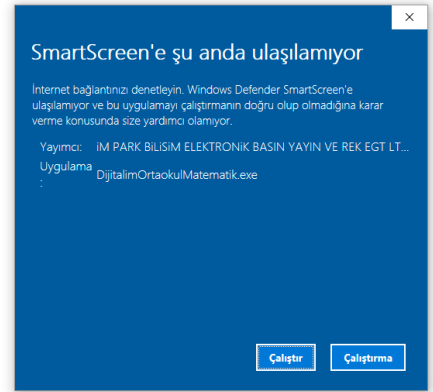 SmartScreen'e şu anda ulaşılamıyor
İnternet bağlantınızı denetleyin. Windows Defender SmartScreen'e
ulaşılamıyor ve bu uygulamayı çalıştırmanın doğru olup olmadığına karar
verme konusunda size yardımcı olamıyor.
Yayımcı: iM PARK BiLiSiM ELEKTRONiK BASIN YAYIN VE REK EGT LT...
Uygulama
: DijitalimOrtaokulMatematik.exe
Çalıştır Çalıştırma